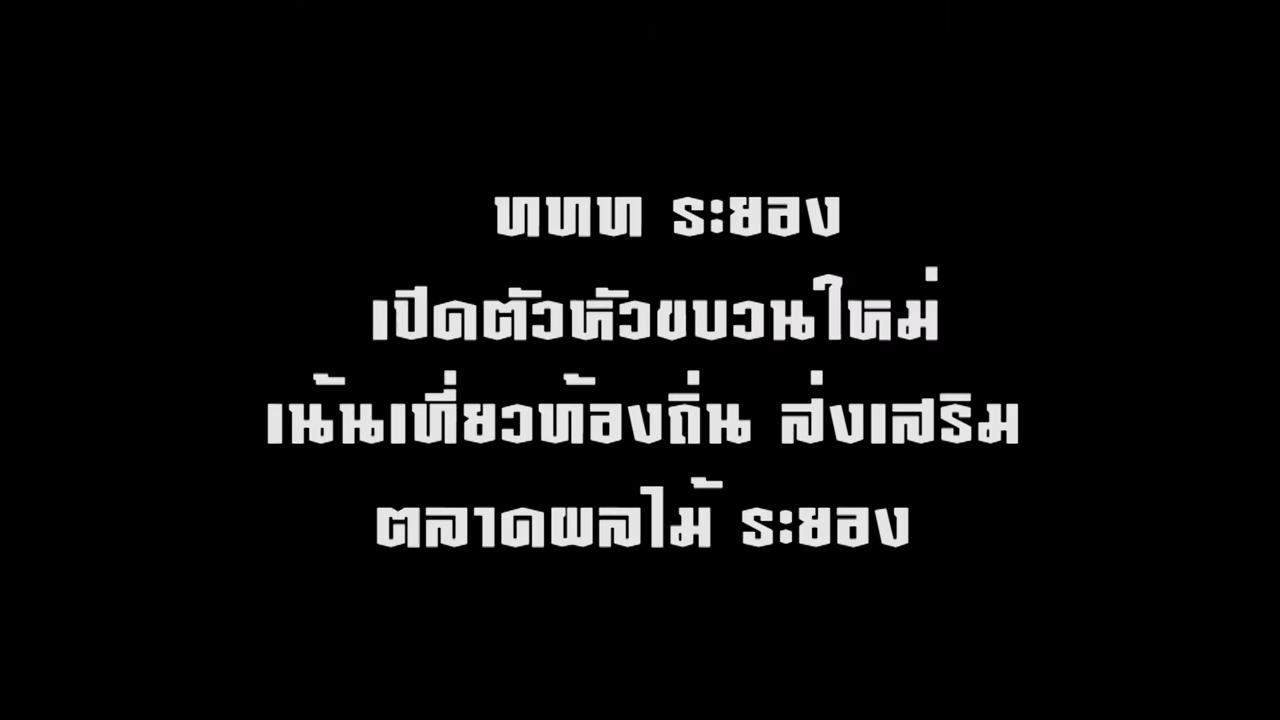 ททท ระยอง
เปิดตัวหัวขบวนใหม่
เน้นเที่ยวท้องถิ่น ส่งเสริม
ตลาดผลไม้ ระยอง